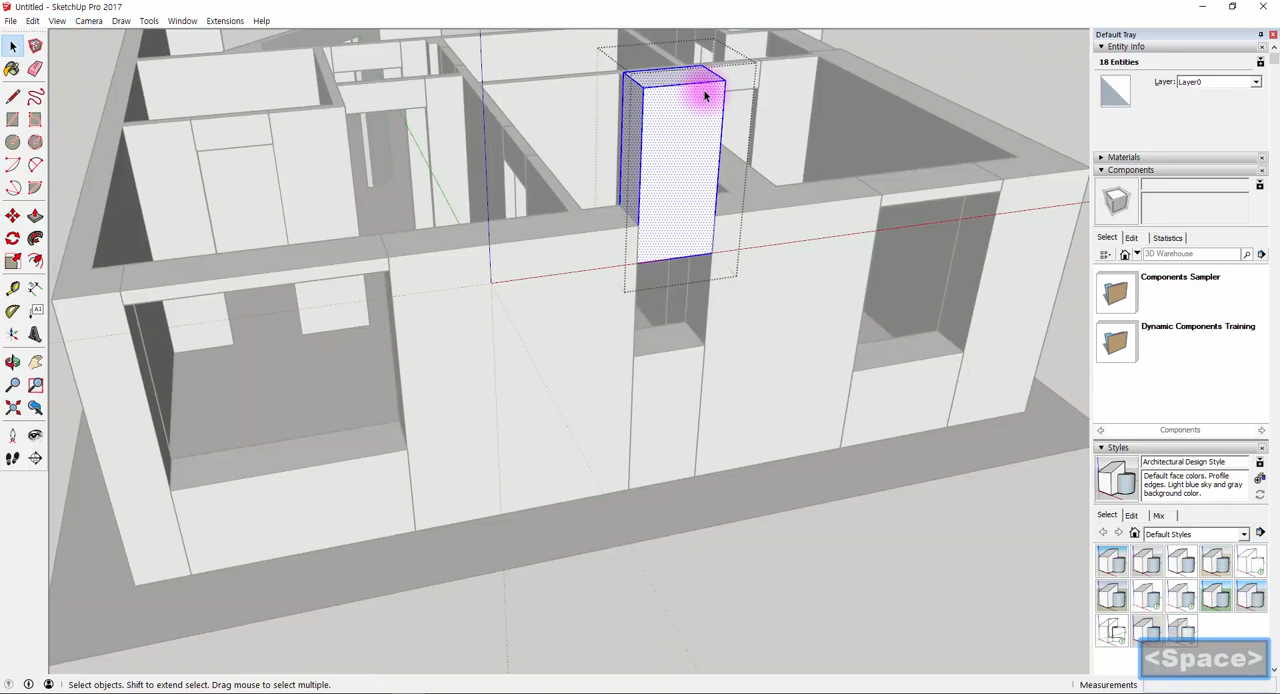 Untitled - SketchUp Pro 2017
File Edit View Camera Draw Tools Window Extensions Help
Default Tray
Entity Info
18 Entities
Layer: Layer0
Materials
Components
Select Edit Statistics
3D Warehouse
Components Sampler
Dynamic Components Training
Components
Styles
Architectural Design Style
Default face colors. Profile
edges. Light blue sky and gray
background color.
Select Edit Mix
Default Styles
<Space>
Select objects. Shift to extend select. Drag mouse to select multiple.
Measurements